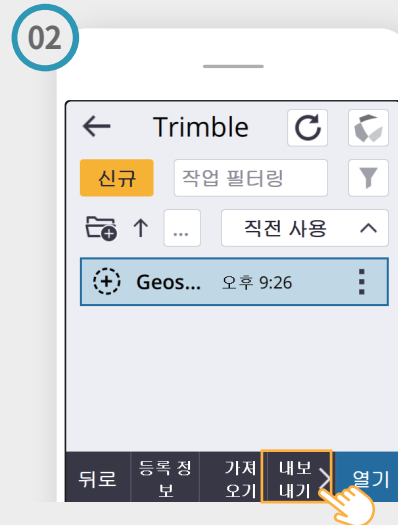 02
Trimble
신규
작업 필터링
...
직전 사용
Geos...
오후 9:26
뒤로
등록 정
보
가져
오기
내보
내기
열기